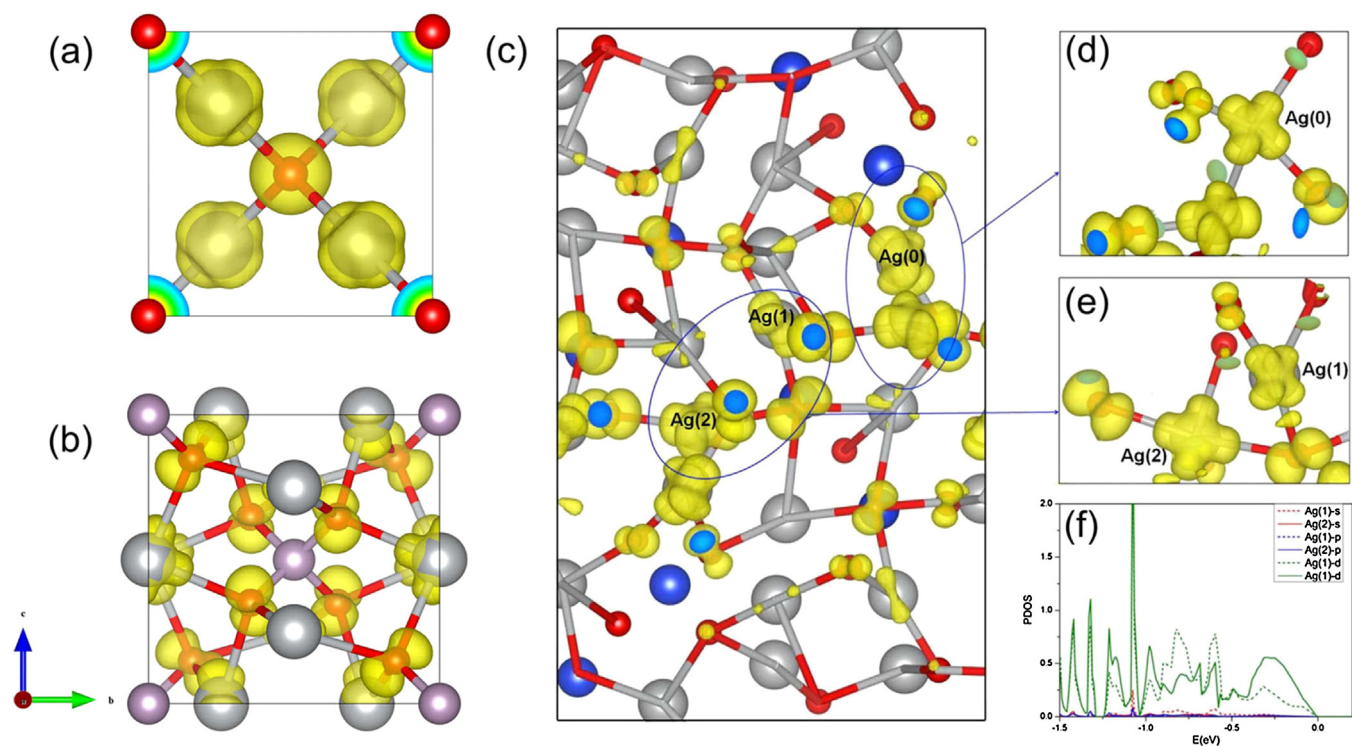 (a)
(b)
c
a
b
(c)
Ag(0)
Ag(1)
Ag(2)
(d)
Ag(0)
(e)
Ag(1)
Ag(2)
(f)
Ag(1)-s
Ag(2)-s
Ag(1)-p
Ag(2)-p
Ag(1)-d
Ag(1)-d
PDOS
2.0
1.5
1.0
0.5
0.0
-1.5
-1.0
-0.5
0.0
E(eV)